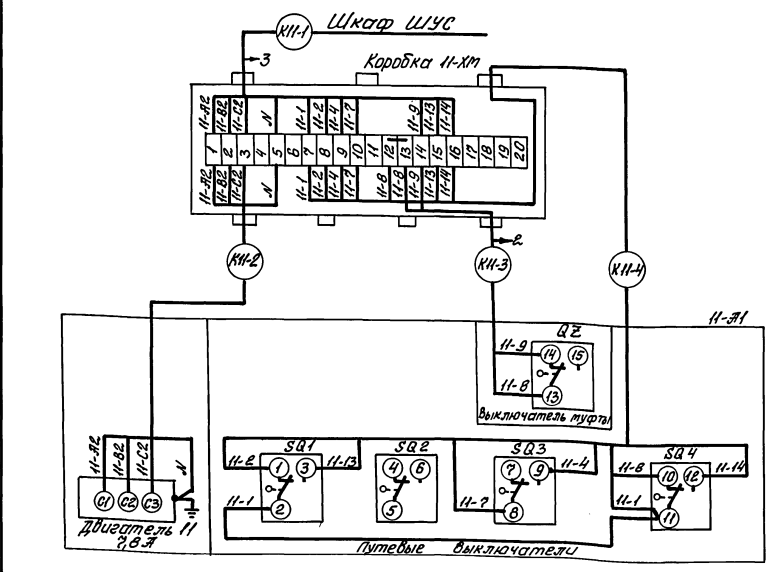 К11-1
Шкаф ШУС
3
Коробка 11-ХМ
11-А2 11-В2 11-С2 N 11-1 11-2 11-4 11-7 11-9 11-13 11-14
1 2 3 4 5 6 7 8 9 10 11 12 13 14 15 16 17 18 19 20
11-А2 11-В2 11-С2 N 11-1 11-2 11-4 11-7 11-8 11-8 11-9 11-13 11-14
2
К11-2
К11-3
К11-4
11-А1
QZ
11-9
14 15
11-8
13
Выключатель муфты
11-А2 11-В2 11-С2 N
С1 С2 С3
Двигатель 11
7,8 А
SQ1
11-2
1 3
11-13
11-1
2
SQ2
4 6
5
SQ3
7 9
11-4
11-7
8
SQ4
11-8
10 12
11-14
11-1
11
Путевые выключатели